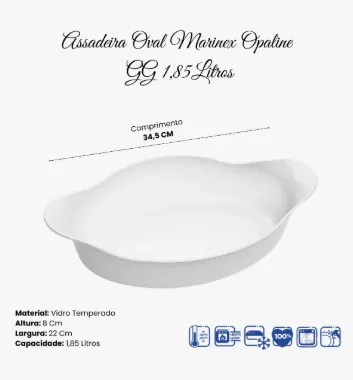 Assadeira Oval Marinex Opaline
GG 1,85 Litros
Comprimento
34,5 CM
Material: Vidro Temperado
Altura: 8 Cm
Largura: 22 Cm
Capacidade: 1,85 Litros
100%